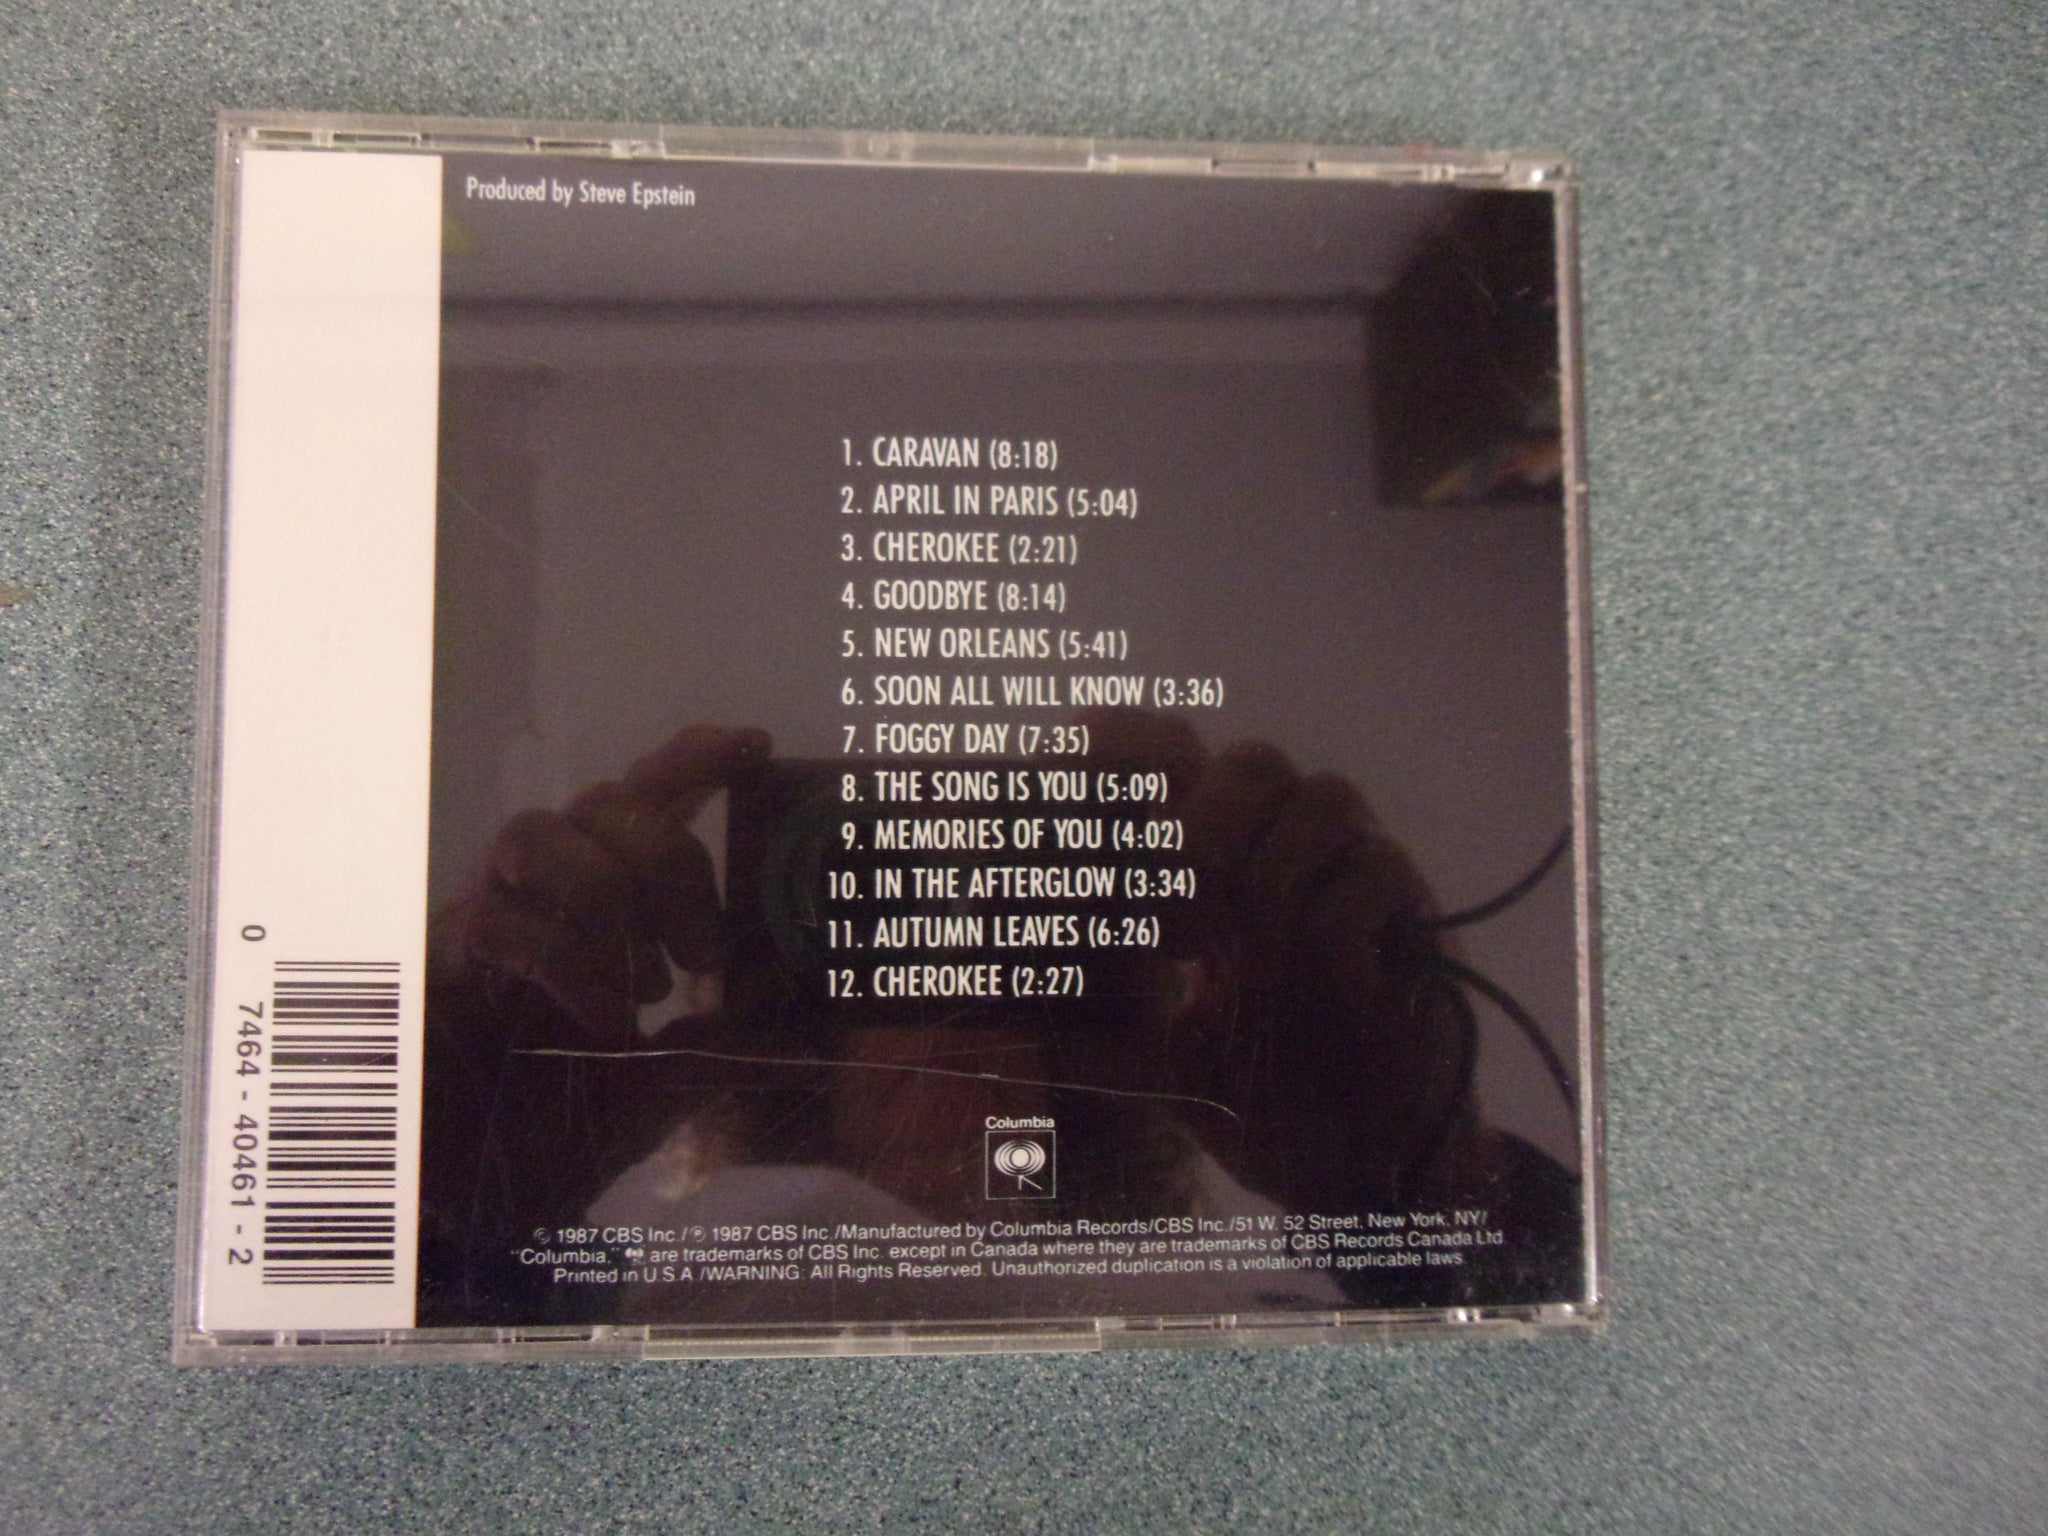 Produced by Steve Epstein
1. CARAVAN (8:18)
2. APRIL IN PARIS (5:04)
3. CHEROKEE (2:21)
4. GOODBYE (8:14)
5. NEW ORLEANS (5:41)
6. SOON ALL WILL KNOW (3:36)
7. FOGGY DAY (7:35)
8. THE SONG IS YOU (5:09)
9. MEMORIES OF YOU (4:02)
10. IN THE AFTERGLOW (3:34)
11. AUTUMN LEAVES (6:26)
12. CHEROKEE (2:27)
Columbia
© 1987 CBS Inc./℗ 1987 CBS Inc./Manufactured by Columbia Records/CBS Inc./51 W. 52 Street, New York, NY/
"Columbia," are trademarks of CBS Inc. except in Canada where they are trademarks of CBS Records Canada Ltd.
Printed in U.S.A./WARNING: All Rights Reserved. Unauthorized duplication is a violation of applicable laws.
0 7464-40461-2